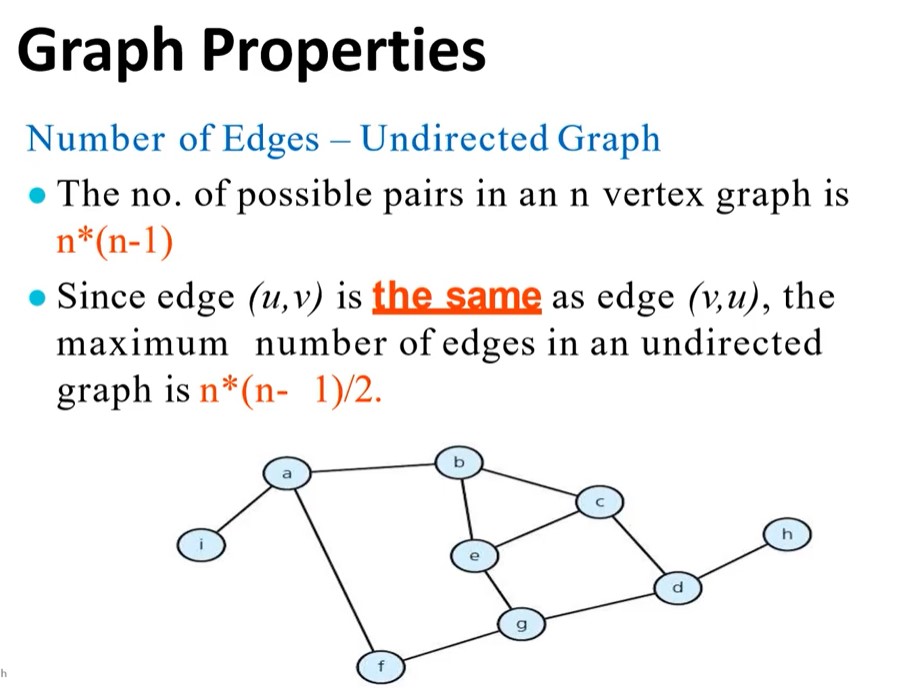 Graph Properties
Number of Edges – Undirected Graph
● The no. of possible pairs in an n vertex graph is
n*(n-1)
● Since edge (u,v) is the same as edge (v,u), the
maximum number of edges in an undirected
graph is n*(n- 1)/2.
b
a
c
h
i
e
d
g
f
h